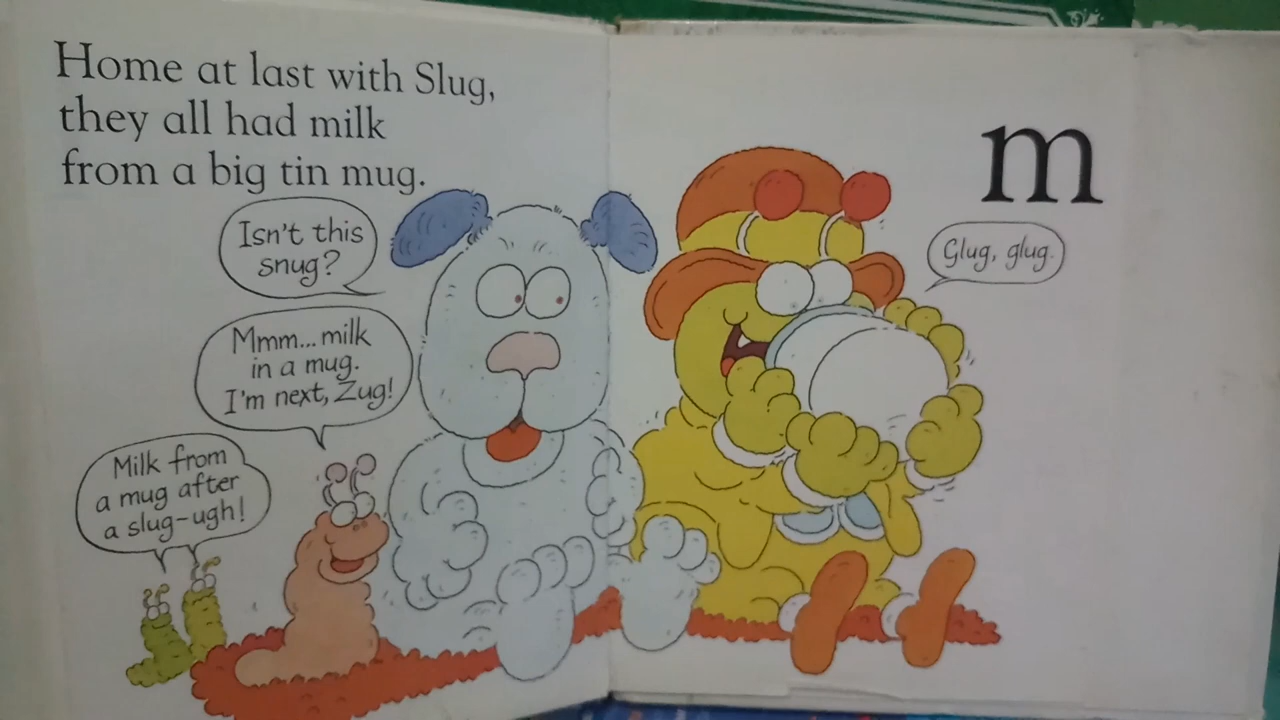 Home at last with Slug,
they all had milk
from a big tin mug.
Isn't this
snug?
Mmm...milk
in a mug.
I'm next, Zug!
Milk from
a mug after
a slug-ugh!
m
Glug, glug.